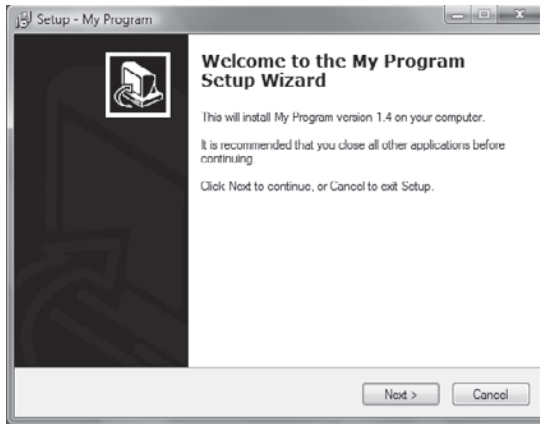 Setup - My Program
Welcome to the My Program
Setup Wizard
This will install My Program version 1.4 on your computer.
It is recommended that you close all other applications before
continuing.
Click Next to continue, or Cancel to exit Setup.
Next >
Cancel